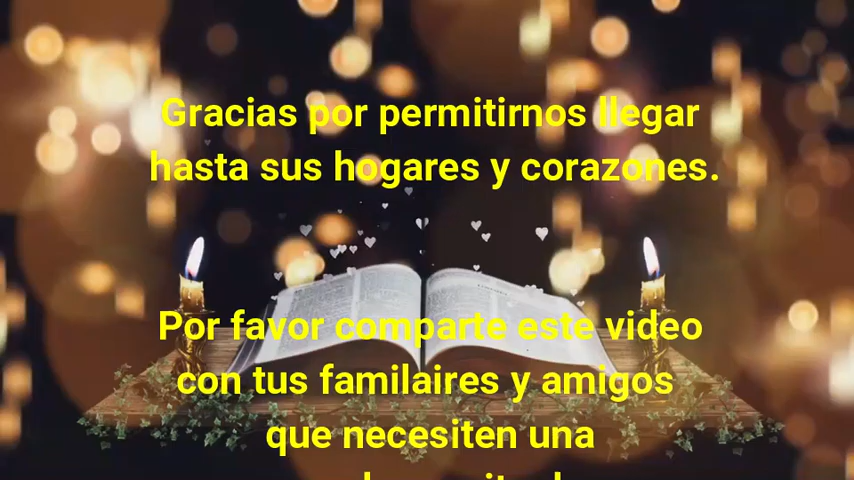 Gracias por permitirnos llegar
hasta sus hogares y corazones.
Por favor comparte este video
con tus familaires y amigos
que necesiten una